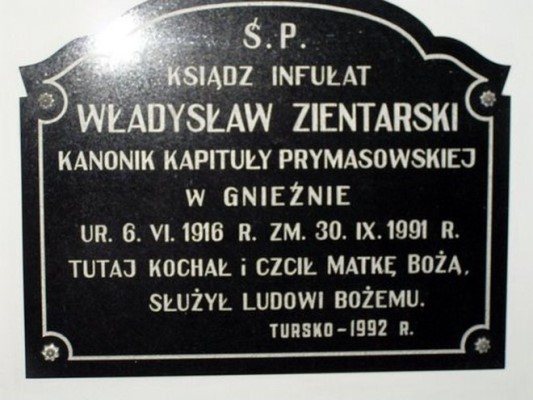 Ś.P.
KSIĄDZ INFUŁAT
WŁADYSŁAW ZIENTARSKI
KANONIK KAPITUŁY PRYMASOWSKIEJ
W GNIEŹNIE
UR. 6. VI. 1916 R. ZM. 30. IX. 1991 R.
TUTAJ KOCHAŁ i CZCIŁ MATKĘ BOŻĄ,
SŁUŻYŁ LUDOWI BOŻEMU.
TURSKO-1992 R.